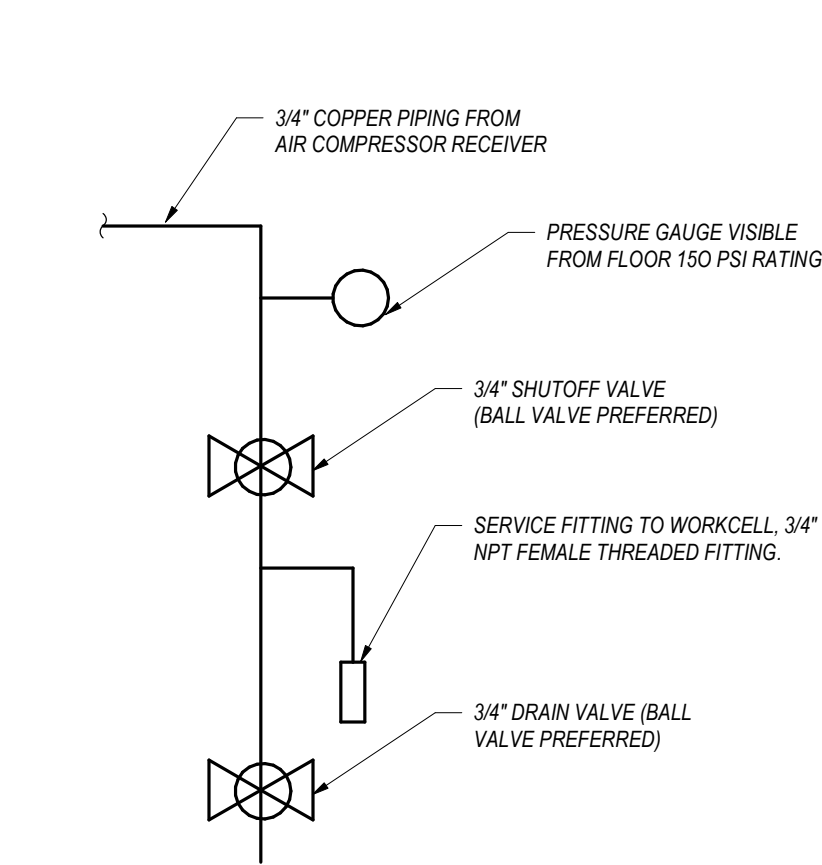 3/4" COPPER PIPING FROM
AIR COMPRESSOR RECEIVER
PRESSURE GAUGE VISIBLE
FROM FLOOR 15O PSI RATING
3/4" SHUTOFF VALVE
(BALL VALVE PREFERRED)
SERVICE FITTING TO WORKCELL, 3/4"
NPT FEMALE THREADED FITTING.
3/4" DRAIN VALVE (BALL
VALVE PREFERRED)